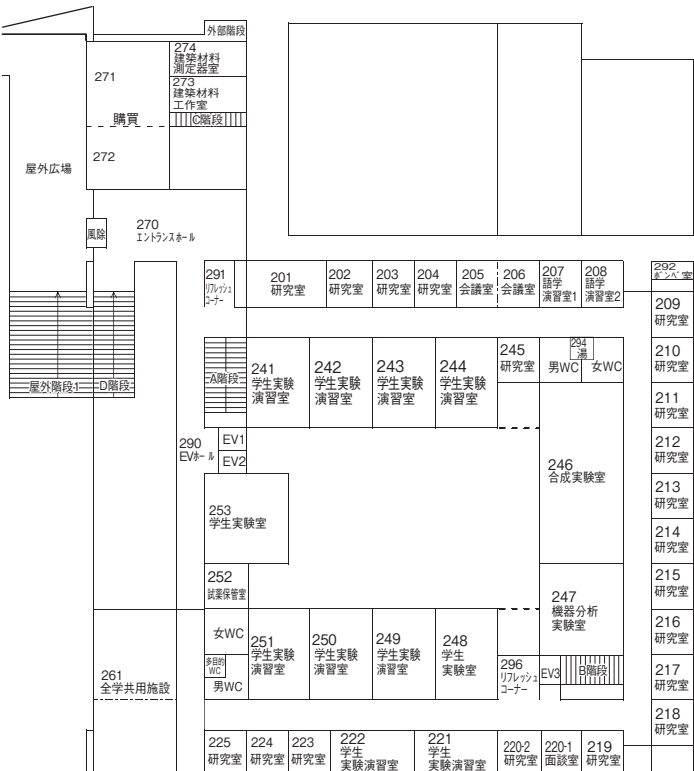 外部階段
274
建築材料
測定器室
273
建築材料
工作室
C階段
271
購買
272
屋外広場
風除
270
エントランスホール
291
リフレッシュ
コーナー
201
研究室
202
研究室
203
研究室
204
研究室
205
会議室
206
会議室
207
語学
演習室1
208
語学
演習室2
292
ボンベ室
209
研究室
屋外階段1
D階段
A階段
241
学生実験
演習室
242
学生実験
演習室
243
学生実験
演習室
244
学生実験
演習室
245
研究室
294
湯
男WC
女WC
210
研究室
211
研究室
290
EVホール
EV1
EV2
212
研究室
246
合成実験室
213
研究室
253
学生実験室
214
研究室
252
試薬保管室
215
研究室
247
機器分析
実験室
女WC
多目的
WC
男WC
251
学生実験
演習室
250
学生実験
演習室
249
学生実験
演習室
248
学生
実験室
296
リフレッシュ
コーナー
EV3
B階段
216
研究室
217
研究室
261
全学共用施設
218
研究室
225
研究室
224
研究室
223
研究室
222
学生
実験演習室
221
学生
実験演習室
220-2
研究室
220-1
面談室
219
研究室